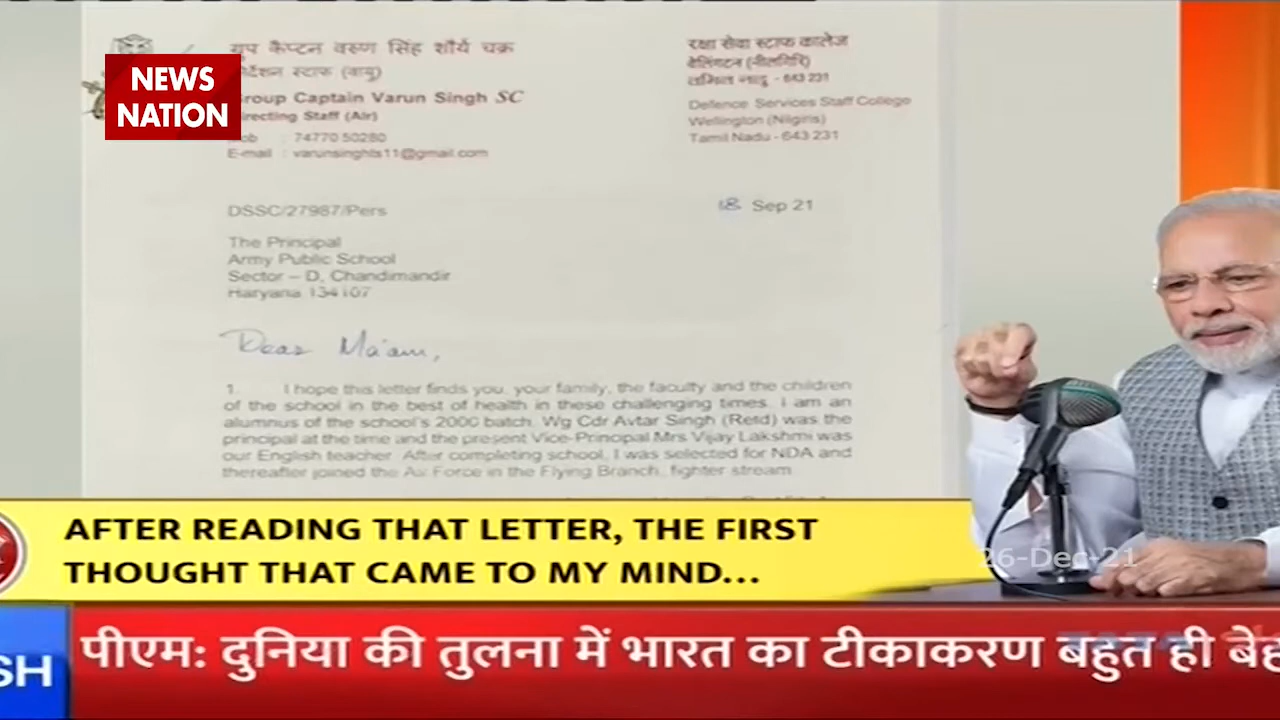 NEWS
NATION
ग्रुप कैप्टन वरुण सिंह शौर्य चक्र
स्टाफ (वायु)
Group Captain Varun Singh SC
Directing Staff (Air)
: 74770 50280
E-mail : varunsinghts11@gmail.com
रक्षा सेवा स्टाफ कालेज
वेलिंगटन (नीलगिरि)
तमिल नाडू - 643 231
Defence Services Staff College
Wellington (Nilgiris)
Tamil Nadu - 643 231
DSSC/27987/Pers
18 Sep 21
The Principal
Army Public School
Sector – D, Chandimandir
Haryana 134107
Dear Ma'am,
1. I hope this letter finds you, your family, the faculty and the children
of the school in the best of health in these challenging times. I am an
alumnus of the school's 2000 batch. Wg Cdr Avtar Singh (Retd) was the
principal at the time and the present Vice-Principal Mrs Vijay Lakshmi was
our English teacher. After completing school, I was selected for NDA and
thereafter joined the Air Force in the Flying Branch, fighter stream.
AFTER READING THAT LETTER, THE FIRST
THOUGHT THAT CAME TO MY MIND...
26-Dec-21
SH
पीएम: दुनिया की तुलना में भारत का टीकाकरण बहुत ही बेह